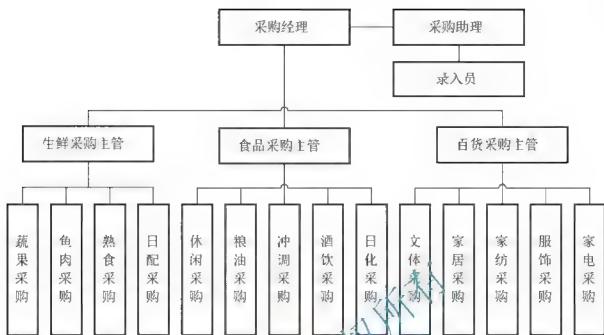 采购经理
采购助理
录入员
生鲜采购主管
食品采购主管
百货采购主管
蔬果采购
鱼肉采购
熟食采购
日配采购
休闲采购
粮油采购
冲调采购
酒饮采购
日化采购
文体采购
家居采购
家纺采购
服饰采购
家电采购